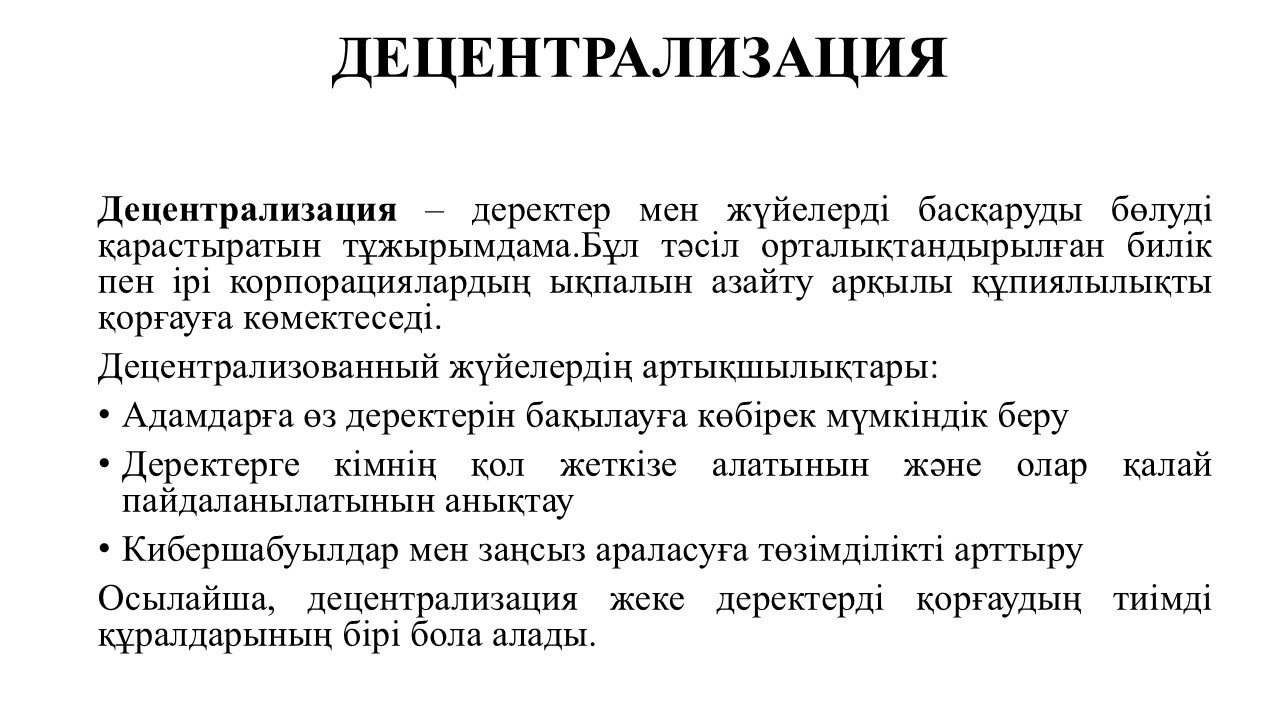 ДЕЦЕНТРАЛИЗАЦИЯ
Децентрализация – деректер мен жүйелерді басқаруды бөлуді
қарастыратын тұжырымдама.Бұл тәсіл орталықтандырылған билік
пен ірі корпорациялардың ықпалын азайту арқылы құпиялылықты
қорғауға көмектеседі.
Децентрализованный жүйелердің артықшылықтары:
• Адамдарға өз деректерін бақылауға көбірек мүмкіндік беру
• Деректерге кімнің қол жеткізе алатынын және олар қалай
пайдаланылатынын анықтау
• Кибершабуылдар мен заңсыз араласуға төзімділікті арттыру
Осылайша, децентрализация жеке деректерді қорғаудың тиімді
құралдарының бірі бола алады.